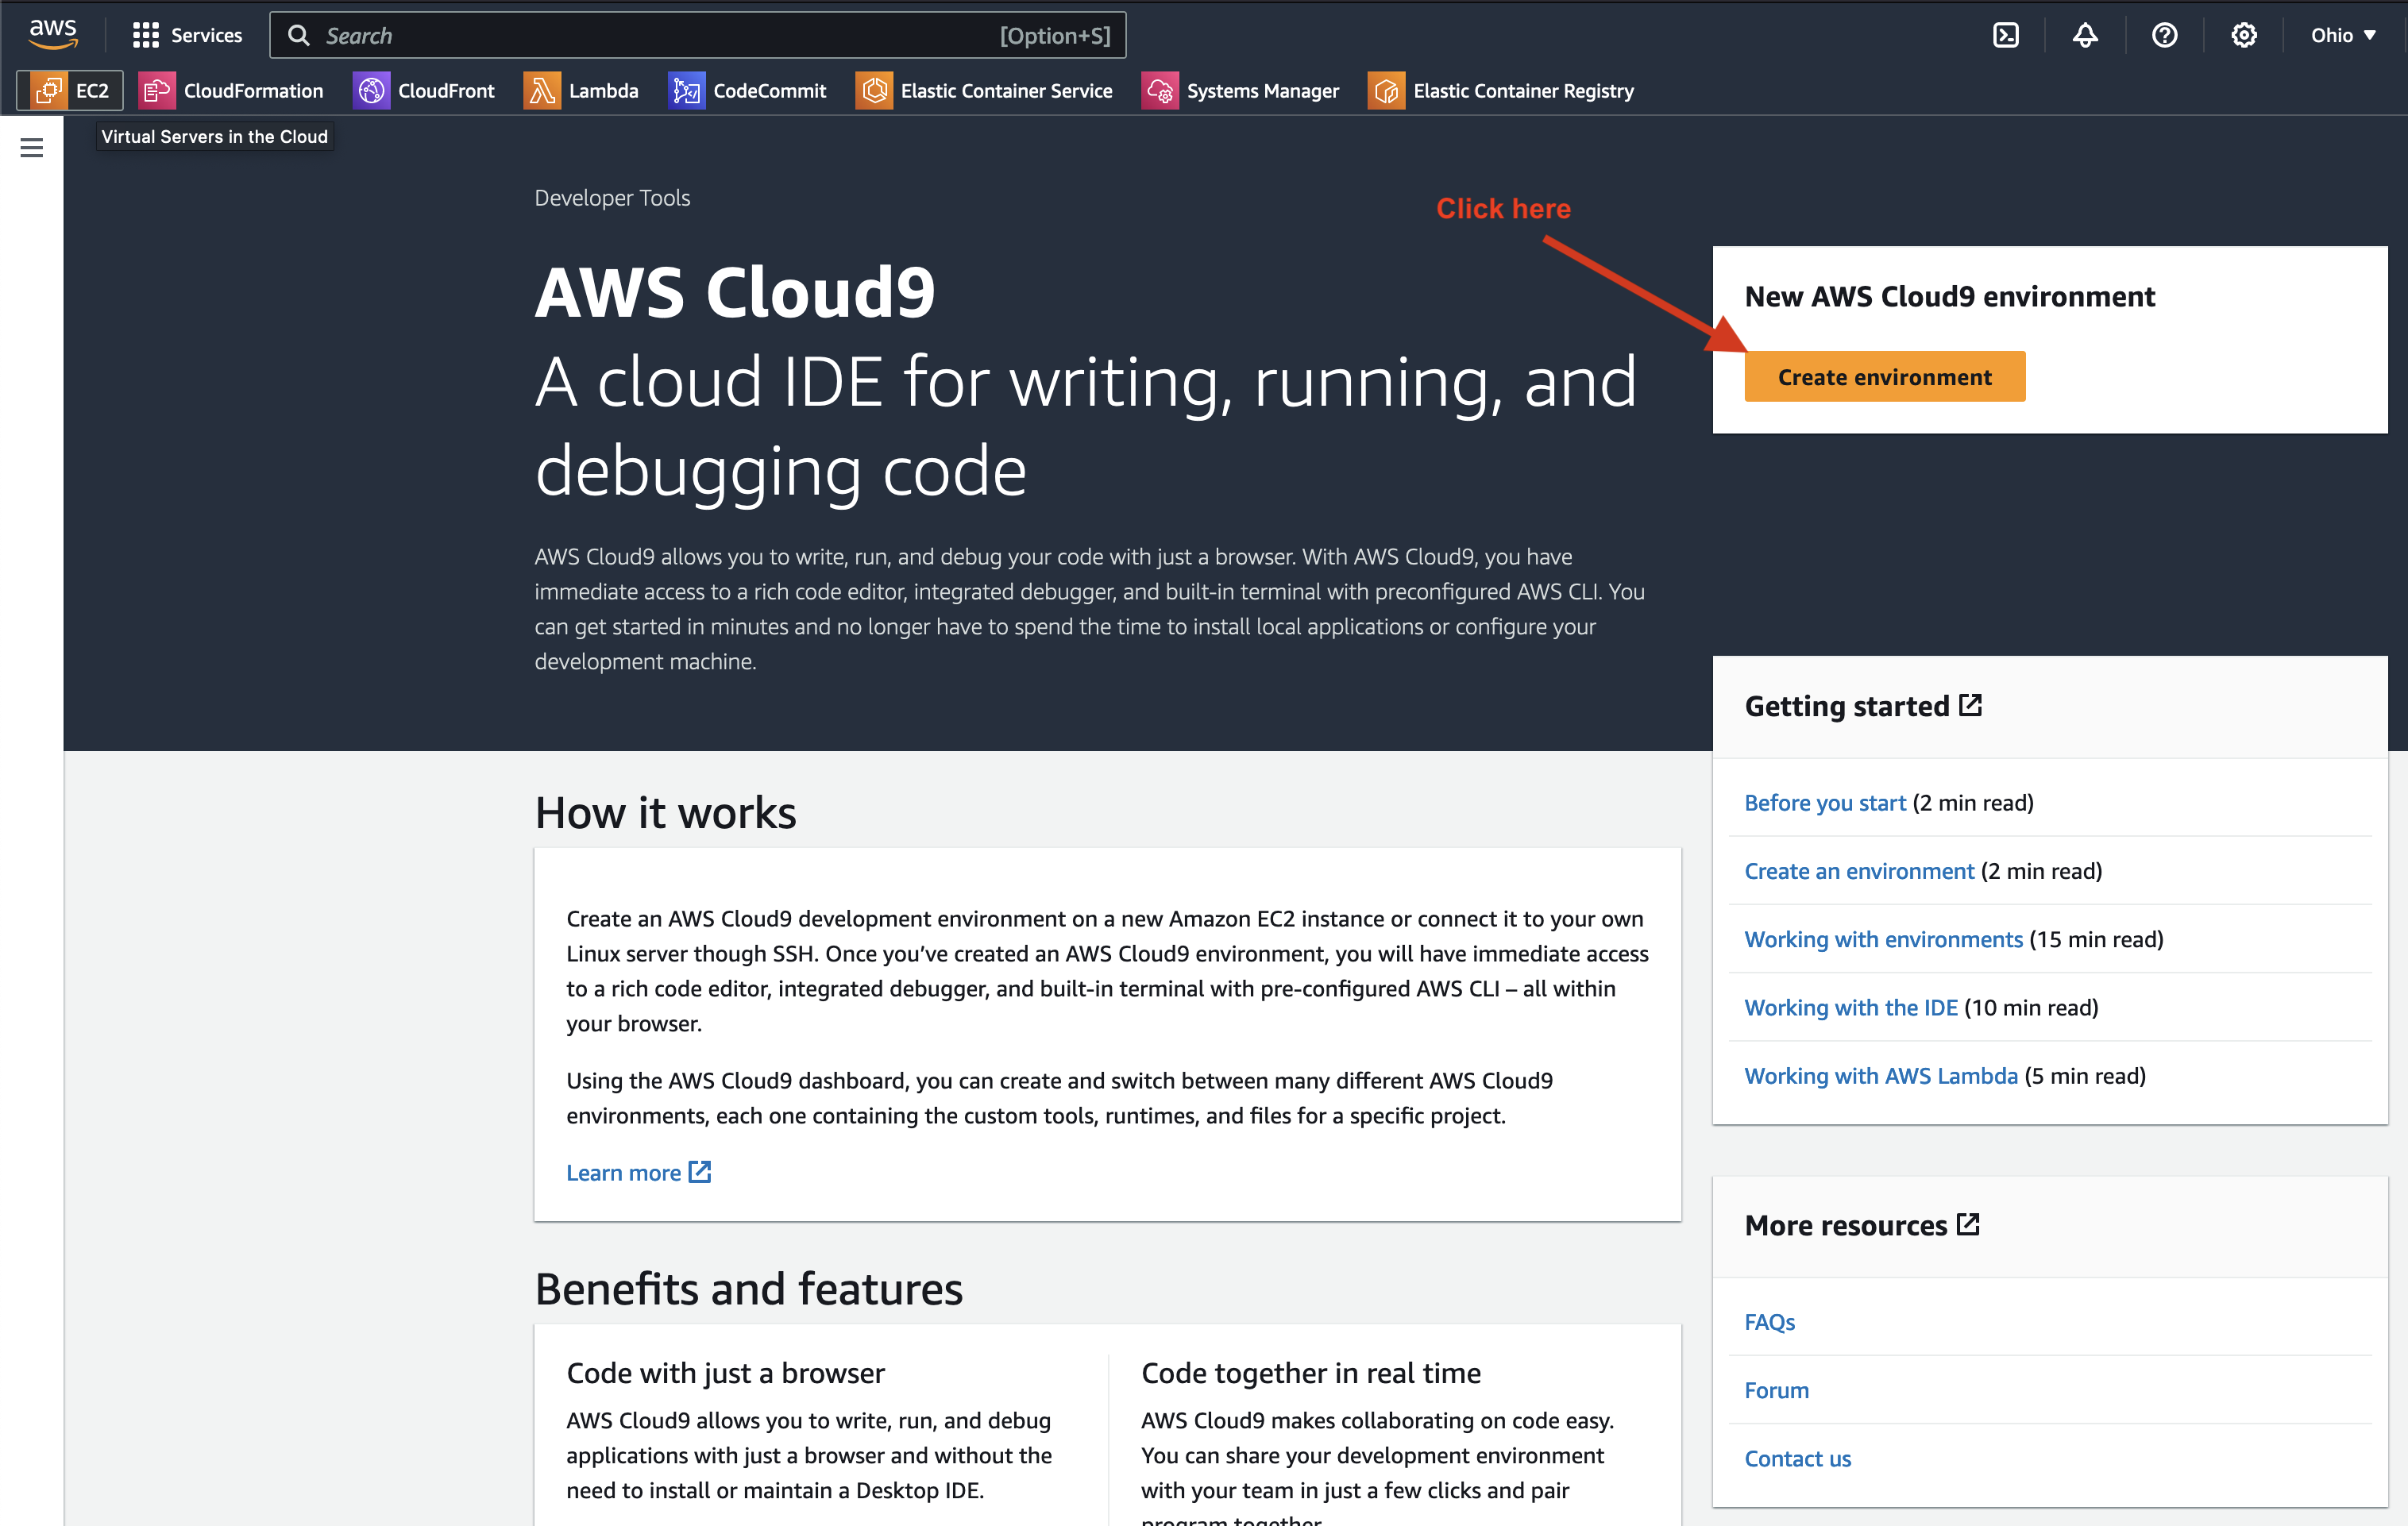 aws
Services
Search [Option+S]
Ohio
EC2
CloudFormation
CloudFront
Lambda
CodeCommit
Elastic Container Service
Systems Manager
Elastic Container Registry
Virtual Servers in the Cloud
Developer Tools
AWS Cloud9
A cloud IDE for writing, running, and
debugging code
AWS Cloud9 allows you to write, run, and debug your code with just a browser. With AWS Cloud9, you have
immediate access to a rich code editor, integrated debugger, and built-in terminal with preconfigured AWS CLI. You
can get started in minutes and no longer have to spend the time to install local applications or configure your
development machine.
Click here
New AWS Cloud9 environment
Create environment
Getting started
Before you start (2 min read)
Create an environment (2 min read)
Working with environments (15 min read)
Working with the IDE (10 min read)
Working with AWS Lambda (5 min read)
More resources
FAQs
Forum
Contact us
How it works
Create an AWS Cloud9 development environment on a new Amazon EC2 instance or connect it to your own
Linux server though SSH. Once you’ve created an AWS Cloud9 environment, you will have immediate access
to a rich code editor, integrated debugger, and built-in terminal with pre-configured AWS CLI – all within
your browser.
Using the AWS Cloud9 dashboard, you can create and switch between many different AWS Cloud9
environments, each one containing the custom tools, runtimes, and files for a specific project.
Learn more
Benefits and features
Code with just a browser
AWS Cloud9 allows you to write, run, and debug
applications with just a browser and without the
need to install or maintain a Desktop IDE.
Code together in real time
AWS Cloud9 makes collaborating on code easy.
You can share your development environment
with your team in just a few clicks and pair
program together.